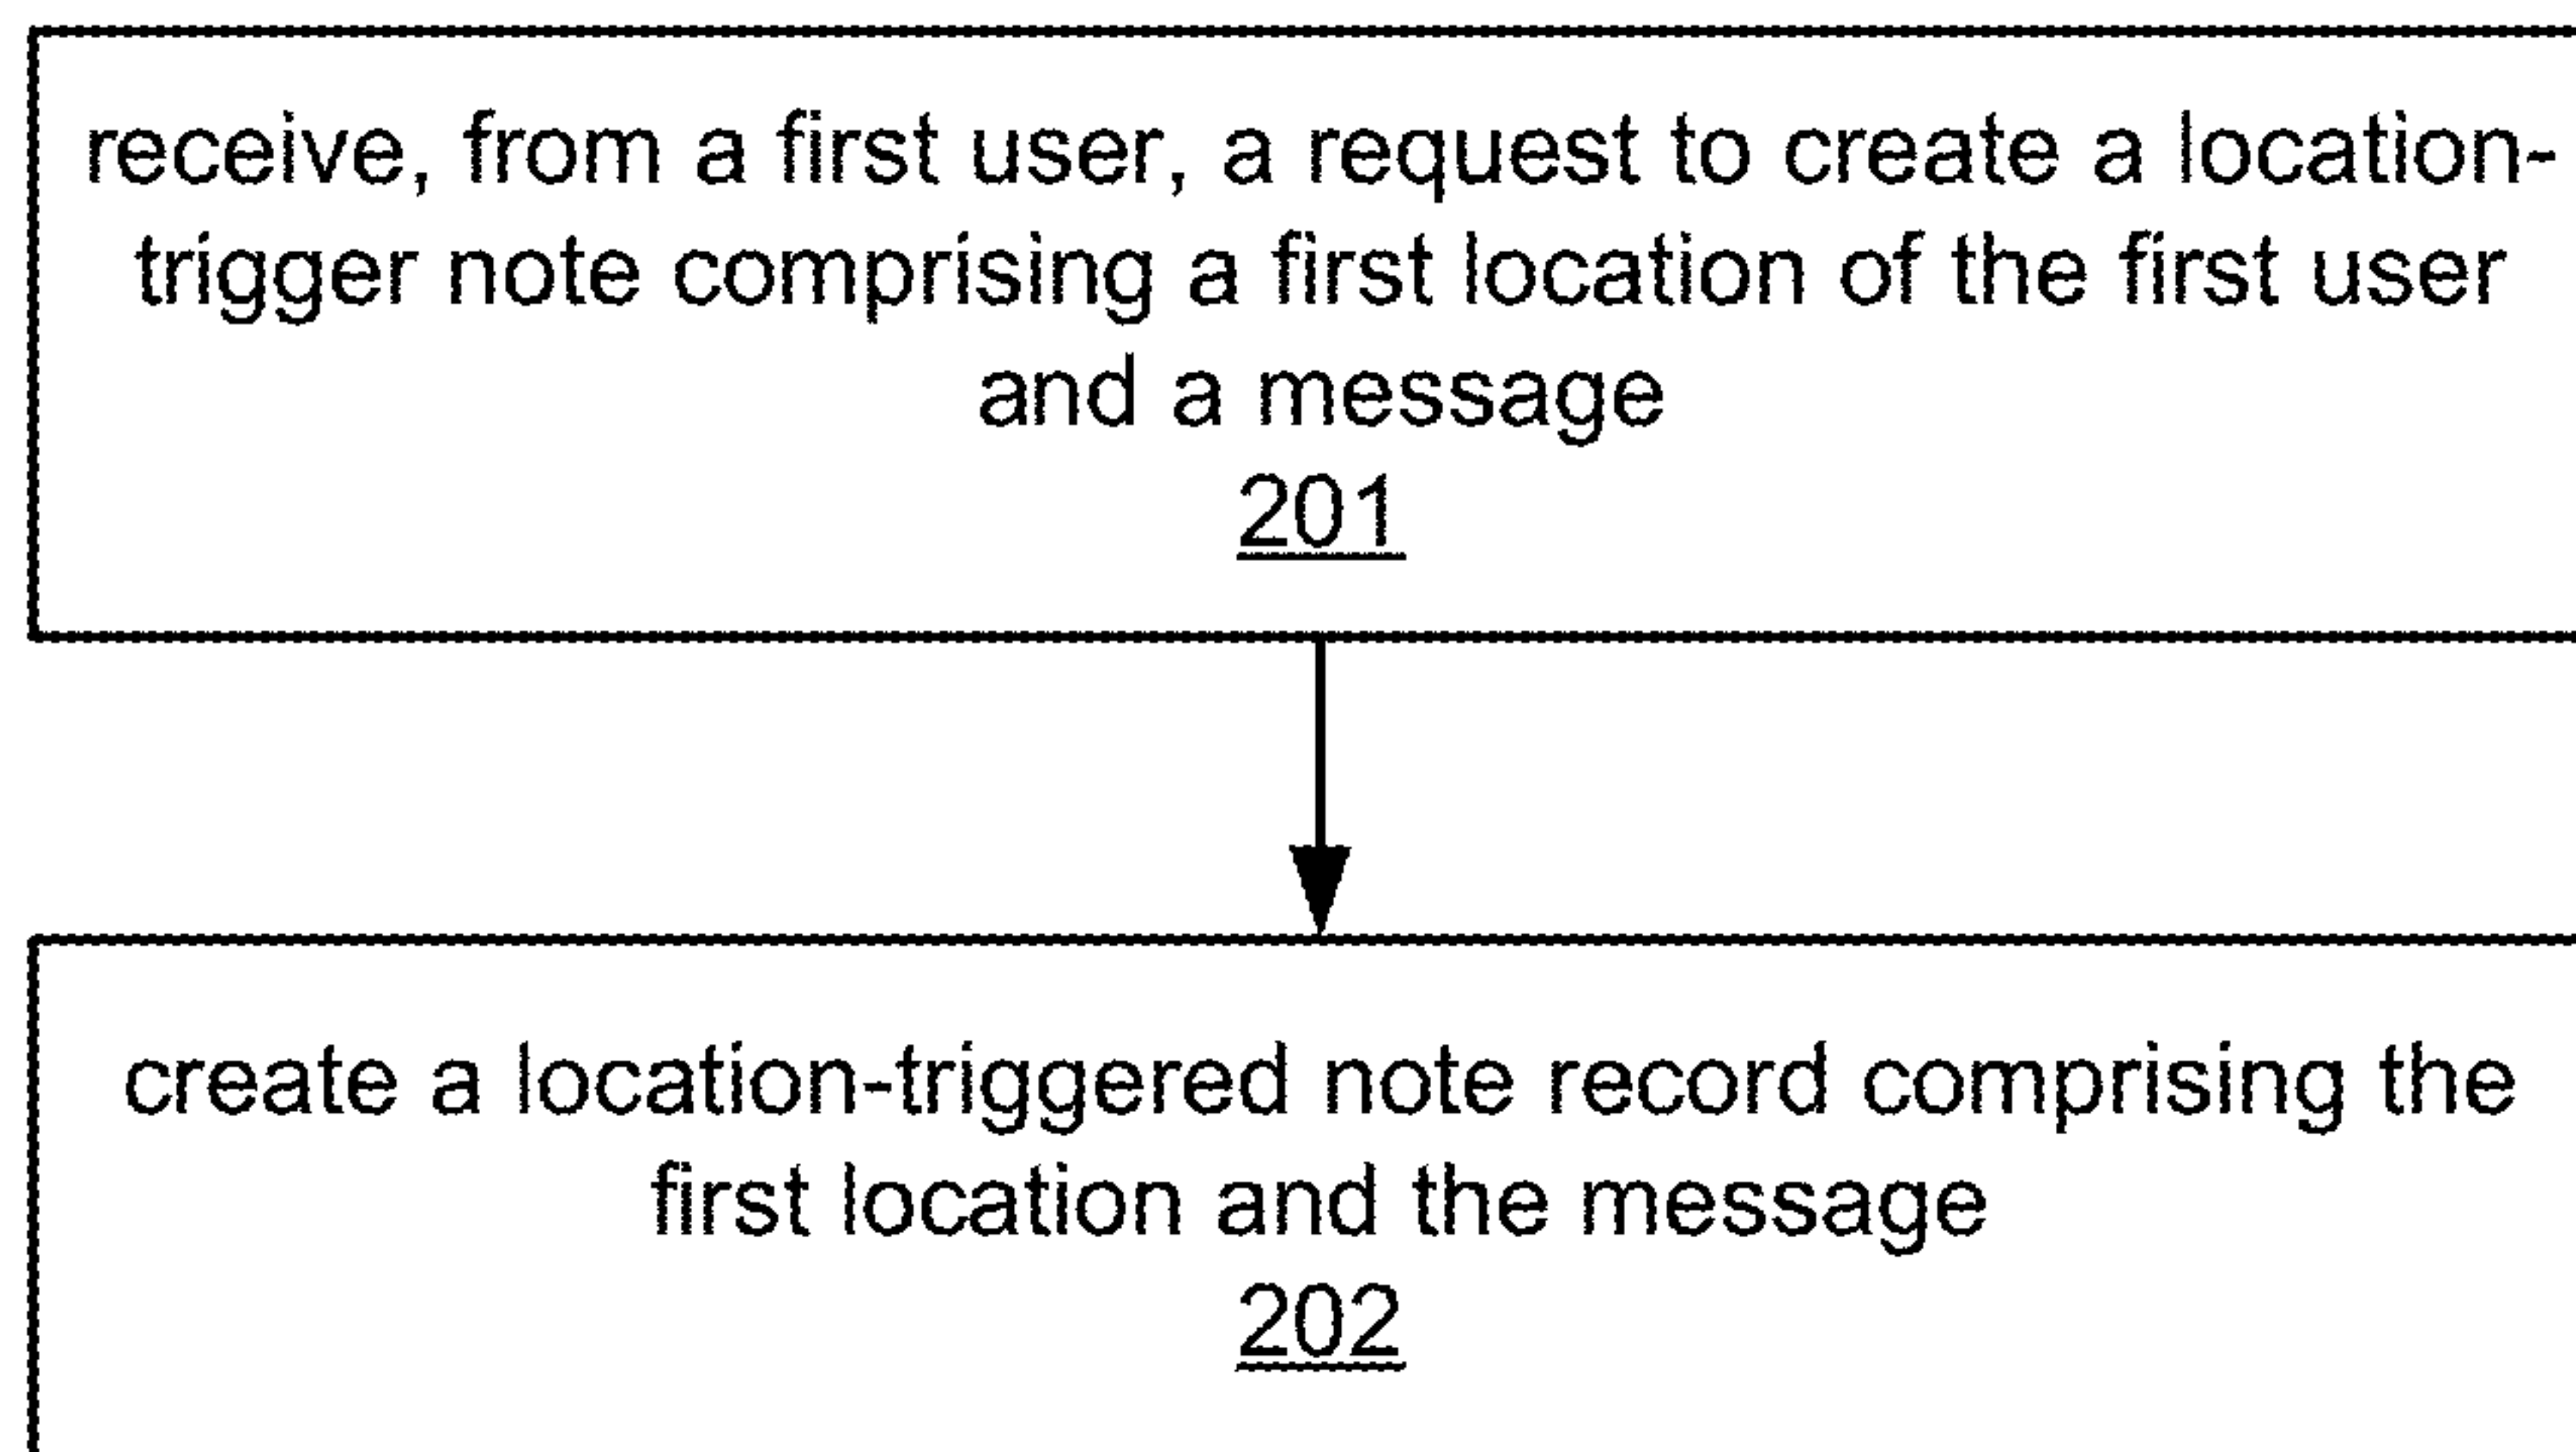 receive, from a first user, a request to create a location-
trigger note comprising a first location of the first user
and a message
201
create a location-triggered note record comprising the
first location and the message
202